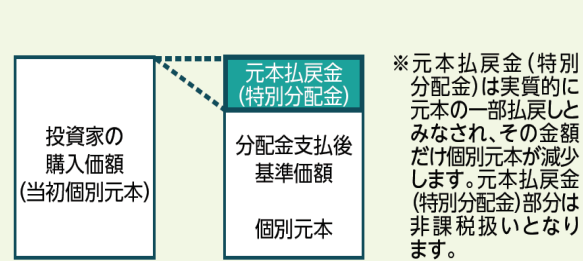 投資家の
購入価額
(当初個別元本)
元本払戻金
(特別分配金)
分配金支払後
基準価額
個別元本
※元本払戻金(特別
分配金)は実質的に
元本の一部払戻しと
みなされ、その金額
だけ個別元本が減少
します。元本払戻金
(特別分配金)部分は
非課税扱いとなり
ます。